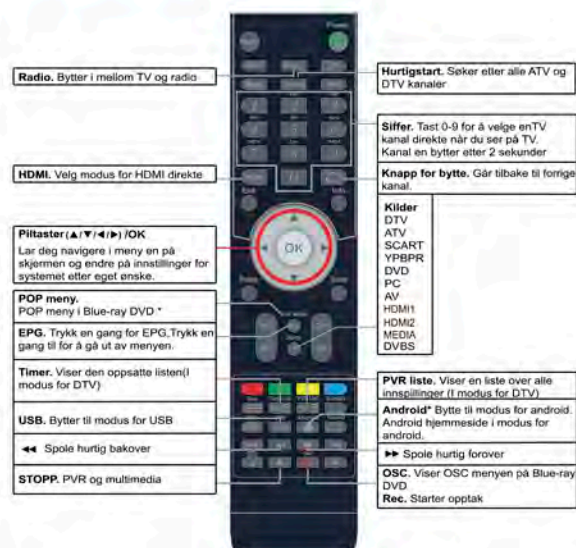 Radio. Bytter i mellom TV og radio
HDMI. Velg modus for HDMI direkte
Piltaster(▲/▼/◄/►) /OK
Lar deg navigere i meny en på
skjermen og endre på innstillinger for
systemet etter eget ønske.
POP meny.
POP meny i Blue-ray DVD *
EPG. Trykk en gang for EPG,Trykk en
gang til for å gå ut av menyen.
Timer. Viser den oppsatte listen(I
modus for DTV)
USB. Bytter til modus for USB
◄◄ Spole hurtig bakover
STOPP. PVR og multimedia
OK
Hurtigstart. Søker eller alle ATV og
DTV kanaler
Siffer. Tast 0-9 for å velge enTV
kanal direkte når du ser på TV.
Kanal en bytter etter 2 sekunder
Knapp for bytte. Går tilbake til forrige
kanal.
Kilder
DTV
ATV
SCART
YPBPR
DVD
PC
AV
HDMI1
HDMI2
MEDIA
DVBS
PVR liste. Viser en liste over alle
innspillinger (I modus for DTV)
Android* Bytte til modus for android.
Android hjemmeside i modus for
android.
►► Spole hurtig forover
OSC. Viser OSC menyen på Blue-ray
DVD
Rec. Starter opptak